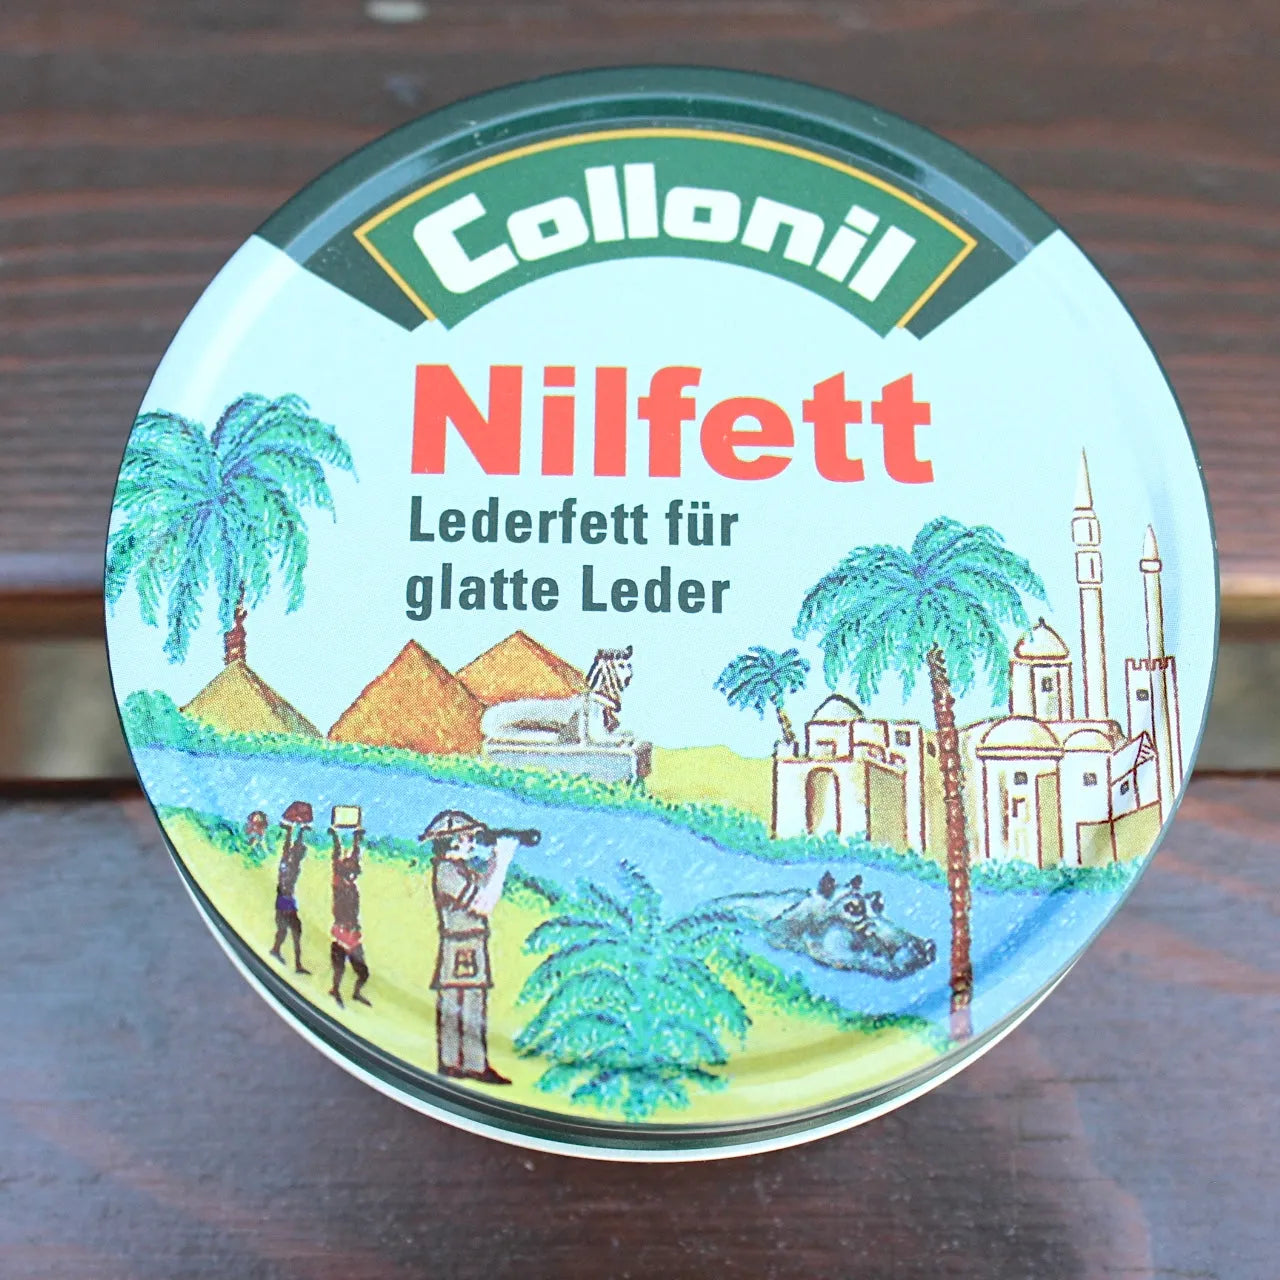 Collonil
Nilfett
Lederfett für
glatte Leder